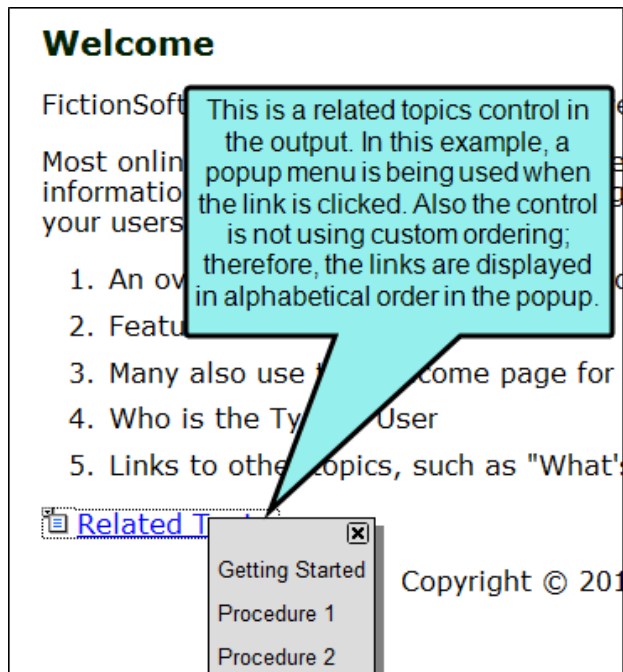 Welcome
FictionSoft
This is a related topics control in
the output. In this example, a
popup menu is being used when
the link is clicked. Also the control
is not using custom ordering;
therefore, the links are displayed
in alphabetical order in the popup.
Most onlin
informatio
your users
1. An ov
2. Featu
3. Many also use come page for
4. Who is the Ty User
5. Links to othe topics, such as "What's
Related T
Getting Started
Procedure 1
Procedure 2
Copyright © 201